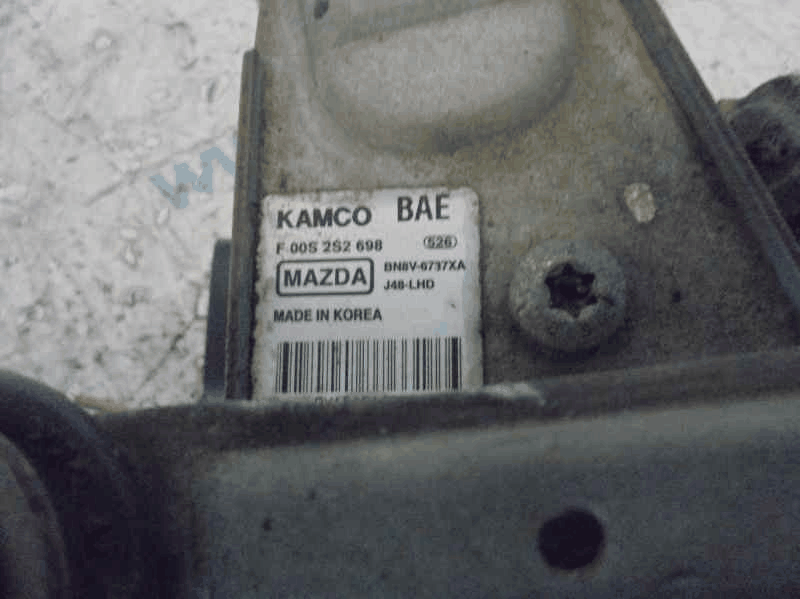 KAMCO BAE
F 00S 2S2 698 526
MAZDA BN8V-6737XA
J48-LHD
MADE IN KOREA